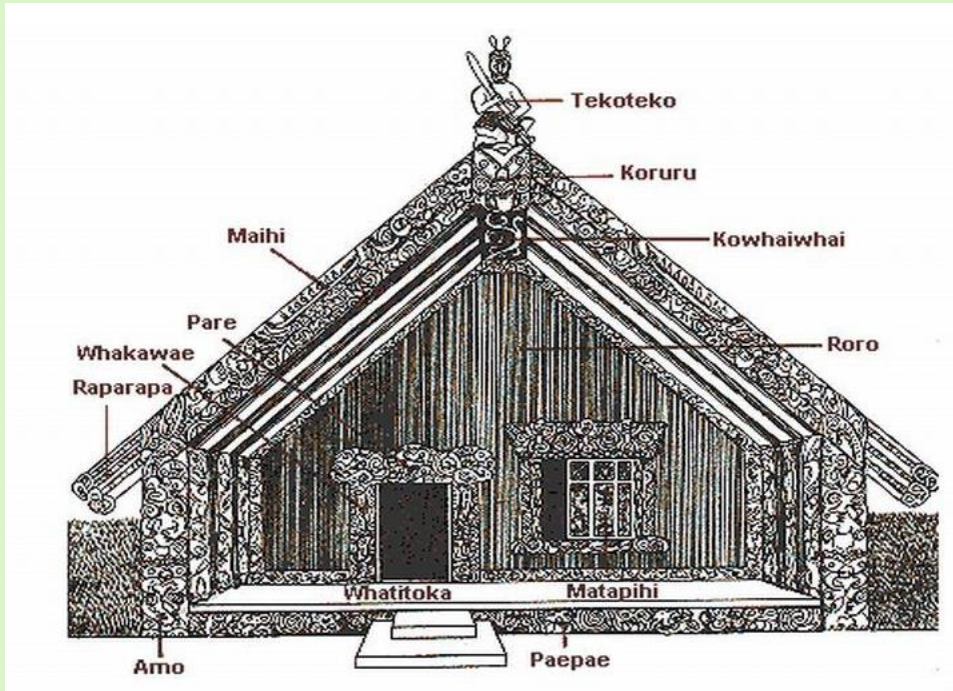 Tekoteko
Koruru
Maihi
Kowhaiwhai
Pare
Roro
Whakawae
Raparapa
Whatitoka
Matapihi
Amo
Paepae